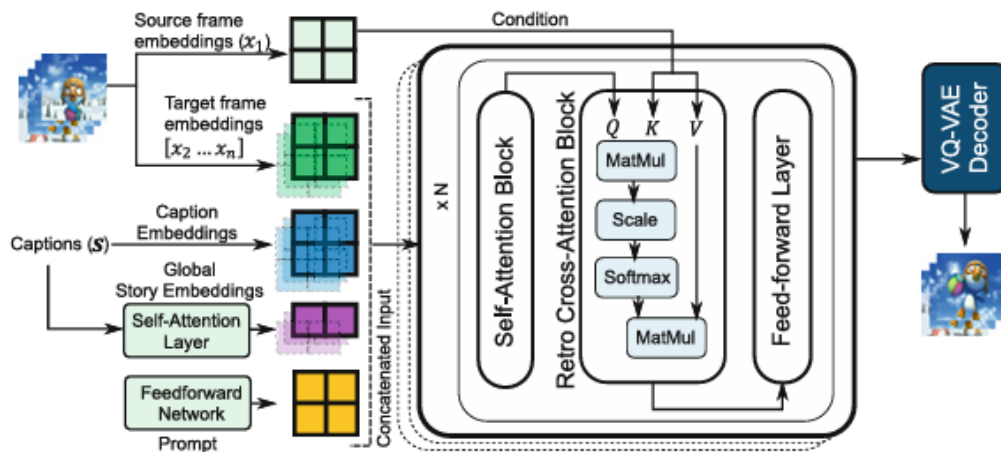 Source frame
embeddings (x₁)
Condition
Target frame
embeddings
[x₂ ... xₙ]
Caption
Embeddings
Captions (S)
Global
Story Embeddings
Self-Attention
Layer
Feedforward
Network
Prompt
Concatenated Input
x N
Self-Attention Block
Retro Cross-Attention Block
Q K V
MatMul
Scale
Softmax
MatMul
Feed-forward Layer
VQ-VAE
Decoder